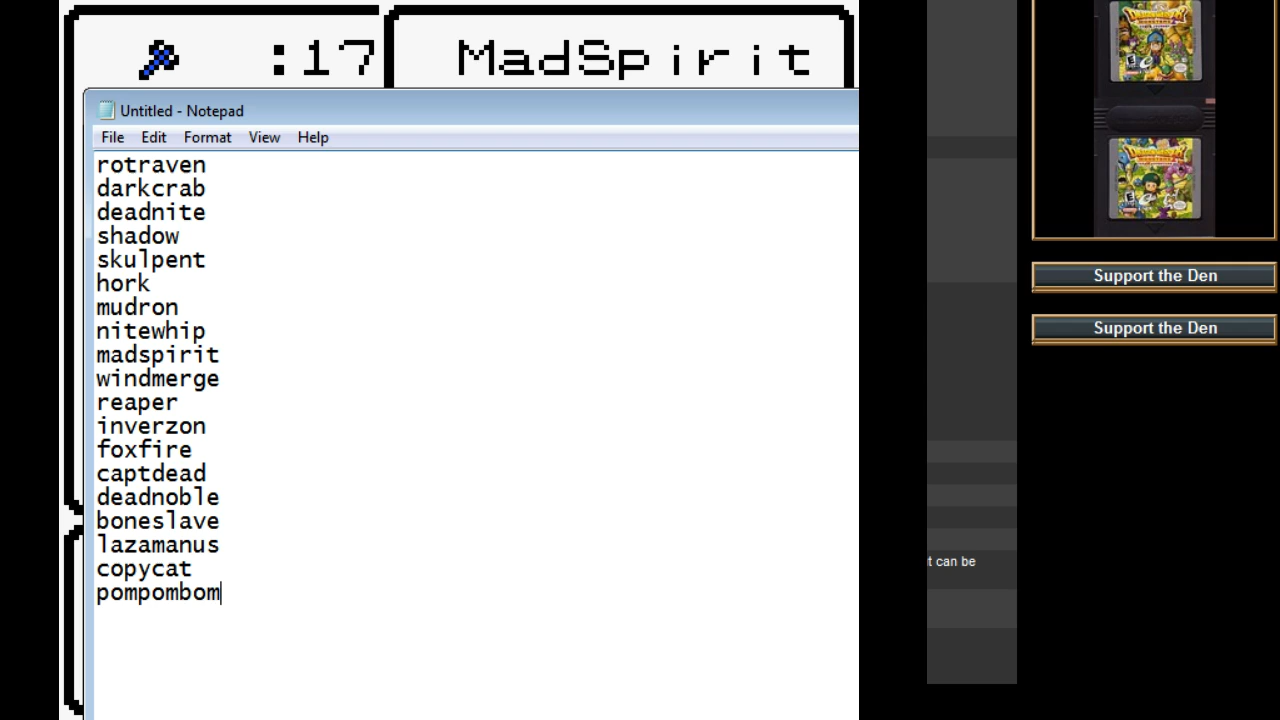 :17
MadSpirit
Untitled - Notepad
File Edit Format View Help
rotraven
darkcrab
deadnite
shadow
skulpent
hork
mudron
nitewhip
madspirit
windmerge
reaper
inverzon
foxfire
captdead
deadnoble
boneslave
lazamanus
copycat
pompombom
t can be
Support the Den
Support the Den